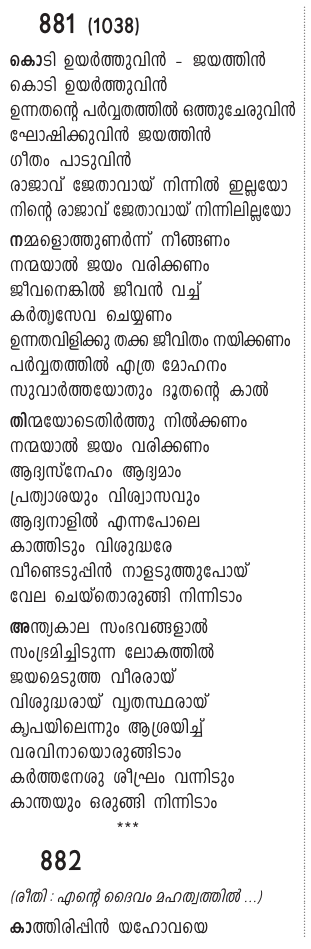 881 (1038)
കൊടി ഉയർത്തുവിൻ - ജയത്തിൻ
കൊടി ഉയർത്തുവിൻ
ഉന്നതന്റെ പർവ്വതത്തിൽ ഒത്തുചേരുവിൻ
ഘോഷിക്കുവിൻ ജയത്തിൻ
ഗീതം പാടുവിൻ
രാജാവ് ജേതാവായ് നിന്നിൽ ഇല്ലയോ
നിന്റെ രാജാവ് ജേതാവായ് നിന്നിലില്ലയോ
നമ്മളൊത്തുണർന്ന് നീങ്ങണം
നന്മയാൽ ജയം വരിക്കണം
ജീവനെങ്കിൽ ജീവൻ വച്ച്
കർതൃസേവ ചെയ്യണം
ഉന്നതവിളിക്കു തക്ക ജീവിതം നയിക്കണം
പർവ്വതത്തിൽ എത്ര മോഹനം
സുവാർത്തയോതും ദൂതന്റെ കാൽ
തിന്മയോടെതിർത്തു നിൽക്കണം
നന്മയാൽ ജയം വരിക്കണം
ആദ്യസ്നേഹം ആദ്യമാം
പ്രത്യാശയും വിശ്വാസവും
ആദ്യനാളിൽ എന്നപോലെ
കാത്തിടും വിശുദ്ധരേ
വീണ്ടെടുപ്പിൻ നാളടുത്തുപോയ്
വേല ചെയ്തൊരുങ്ങി നിന്നിടാം
അന്ത്യകാല സംഭവങ്ങളാൽ
സംഭ്രമിച്ചിടുന്ന ലോകത്തിൽ
ജയമെടുത്ത വീരരായ്
വിശുദ്ധരായ് വ്യതസ്ഥരായ്
കൃപയിലെന്നും ആശ്രയിച്ച്
വരവിനായൊരുങ്ങിടാം
കർത്തനേശു ശീഘ്രം വന്നിടും
കാന്തയും ഒരുങ്ങി നിന്നിടാം
***
882
(രീതി : എന്റെ ദൈവം മഹത്വത്തിൽ ...)
കാത്തിരിപ്പിൻ യഹോവയെ